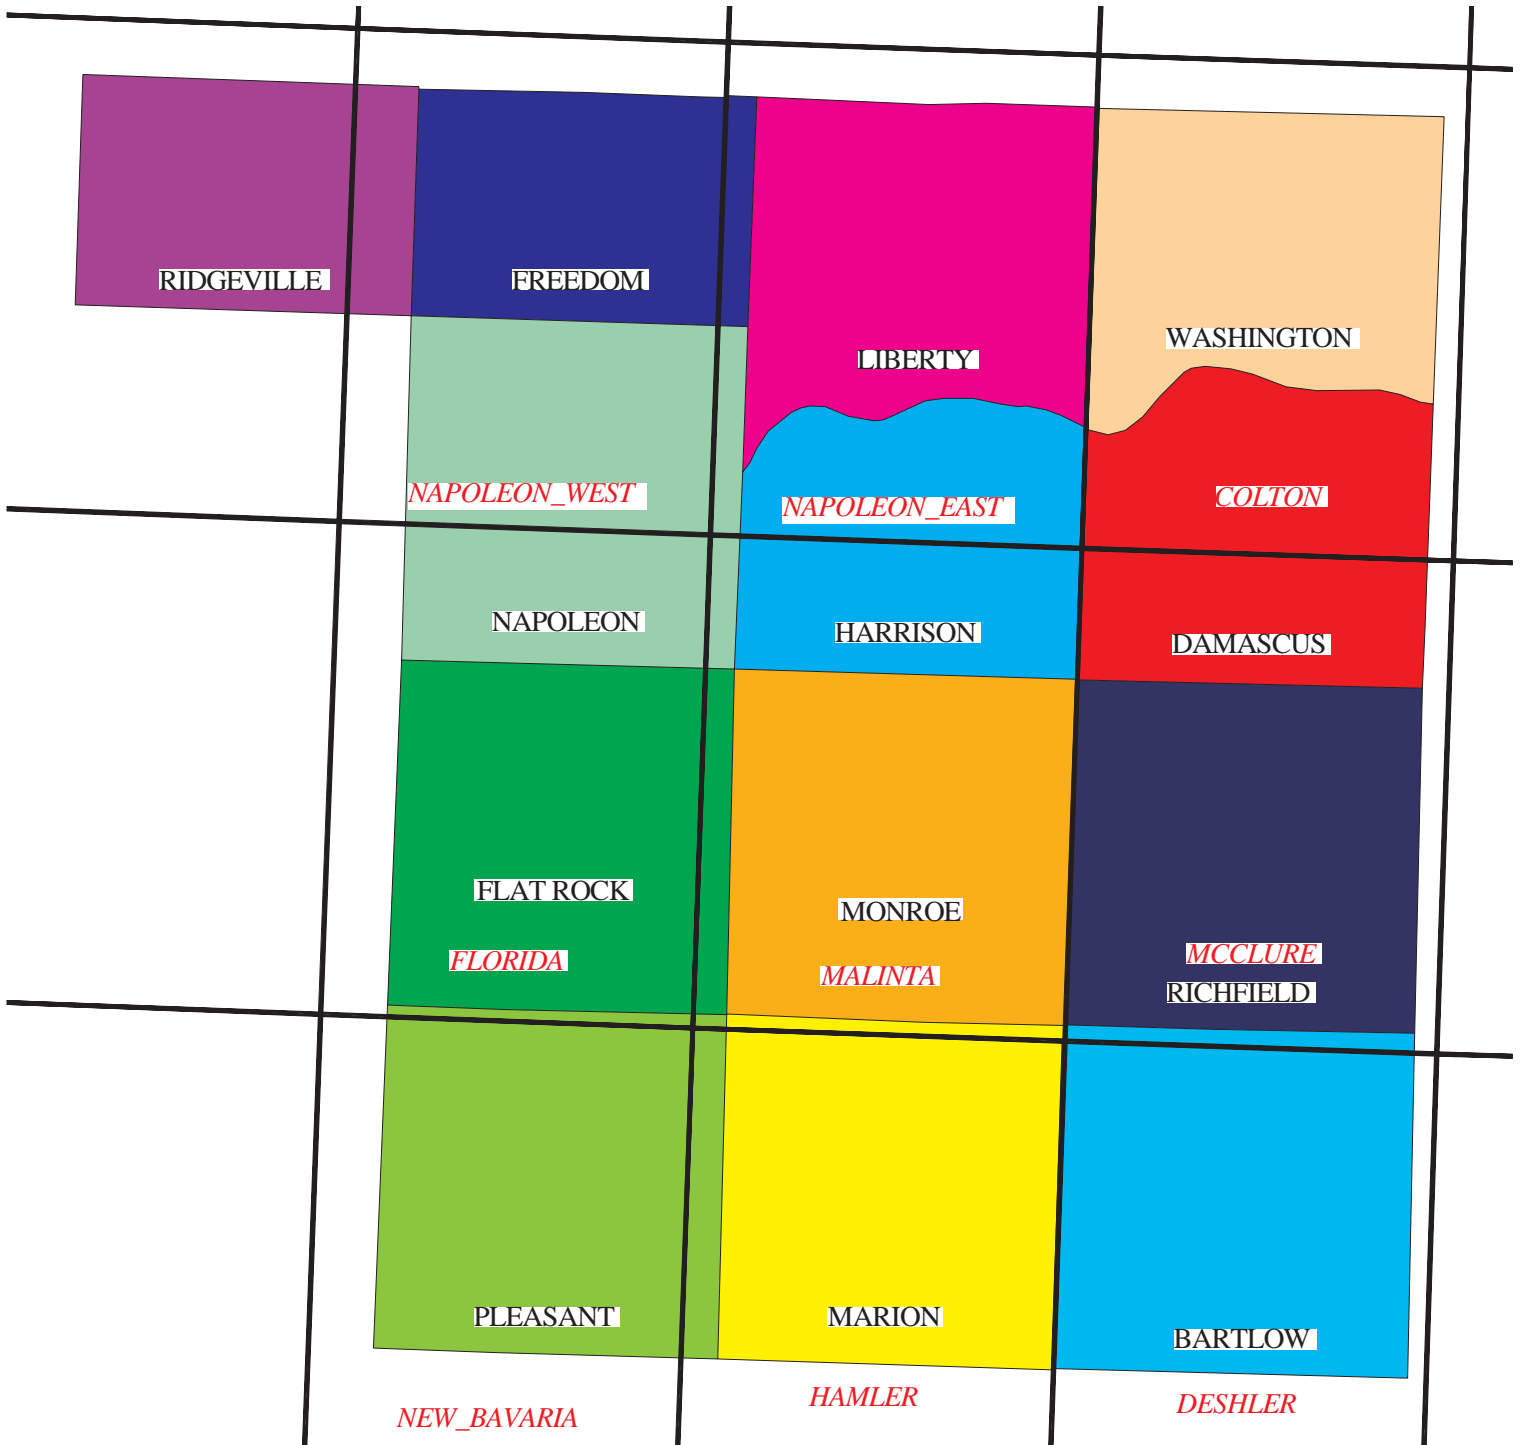 RIDGEVILLE
FREEDOM
LIBERTY
WASHINGTON
NAPOLEON_WEST
NAPOLEON_EAST
COLTON
NAPOLEON
HARRISON
DAMASCUS
FLAT ROCK
MONROE
FLORIDA
MALINTA
MCCLURE
RICHFIELD
PLEASANT
MARION
BARTLOW
NEW_BAVARIA
HAMLER
DESHLER